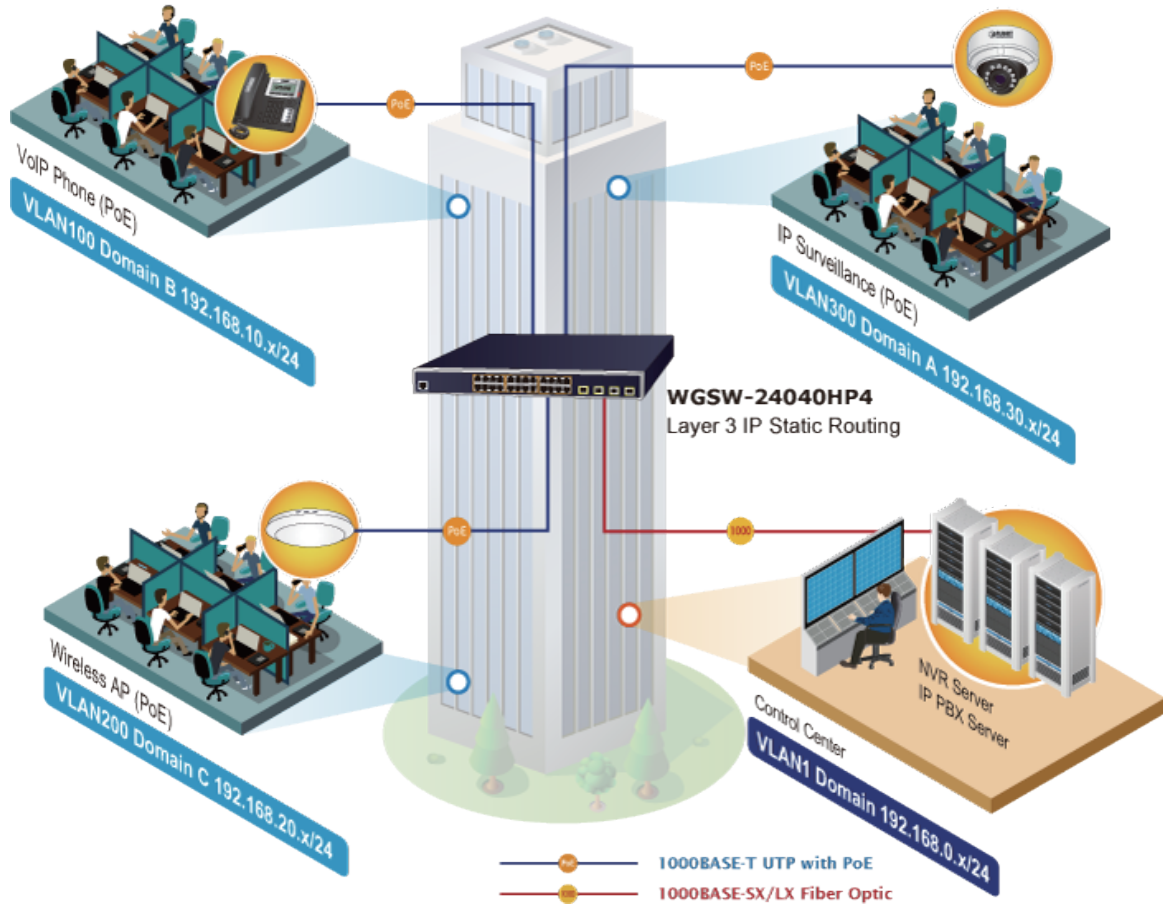 PoE
PoE
VoIP Phone (PoE)
VLAN100 Domain B 192.168.10.x/24
IP Surveillance (PoE)
VLAN300 Domain A 192.168.30.x/24
WGSW-24040HP4
Layer 3 IP Static Routing
PoE
1000
Wireless AP (PoE)
VLAN200 Domain C 192.168.20.x/24
NVR Server
IP PBX Server
Control Center
VLAN1 Domain 192.168.0.x/24
PoE 1000BASE-T UTP with PoE
1000 1000BASE-SX/LX Fiber Optic